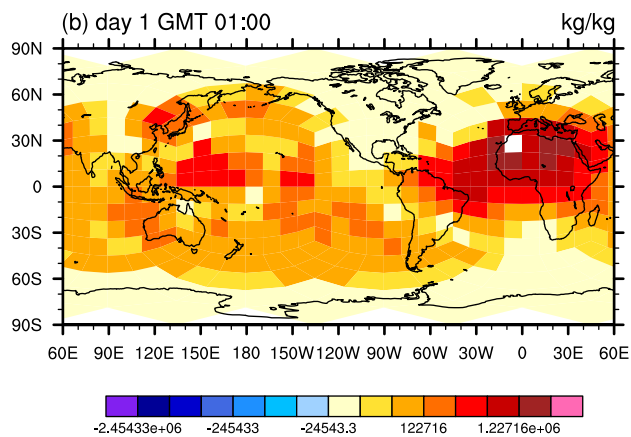 (b) day 1 GMT 01:00 kg/kg
90N
60N
30N
0
30S
60S
90S
60E 90E 120E 150E 180 150W 120W 90W 60W 30W 0 30E 60E
-2.45433e+06 -245433 -24543.3 122716 1.22716e+06